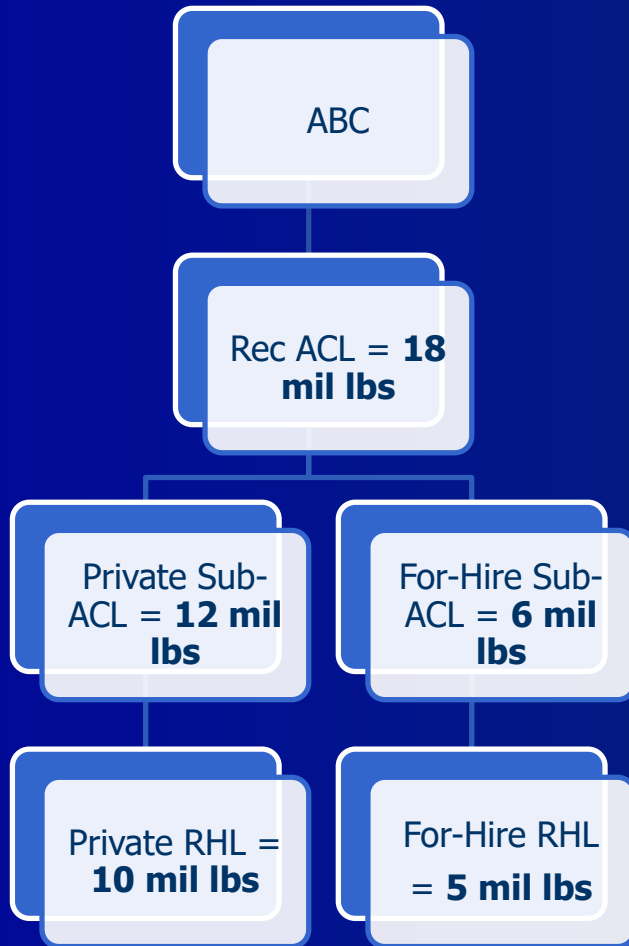 ABC
Rec ACL = 18
mil lbs
Private Sub-
ACL = 12 mil
lbs
For-Hire Sub-
ACL = 6 mil
lbs
Private RHL =
10 mil lbs
For-Hire RHL
= 5 mil lbs